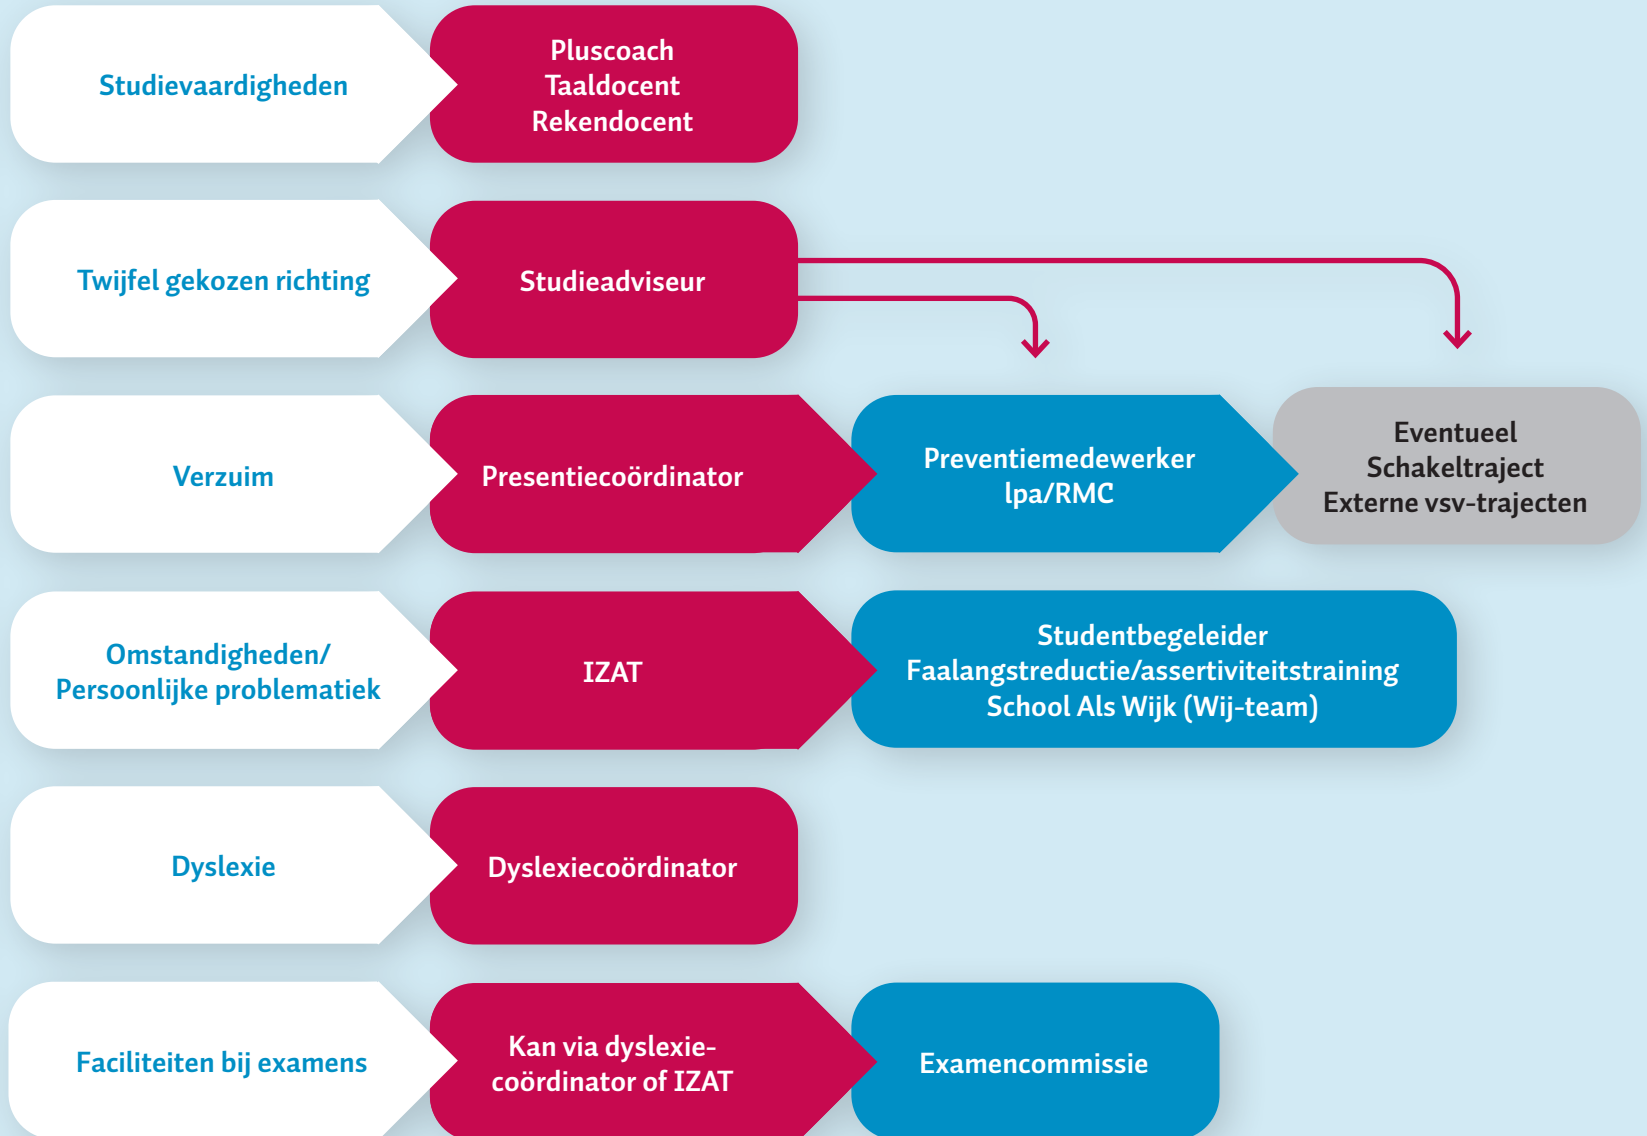 Studievaardigheden
Pluscoach
Taaldocent
Rekendocent
Twijfel gekozen richting
Studieadviseur
Verzuim
Presentiecoördinator
Preventiemedewerker
lpa/RMC
Eventueel
Schakeltraject
Externe vsv-trajecten
Omstandigheden/
Persoonlijke problematiek
IZAT
Studentbegeleider
Faalangstreductie/assertiviteitstraining
School Als Wijk (Wij-team)
Dyslexie
Dyslexiecoördinator
Faciliteiten bij examens
Kan via dyslexie-
coördinator of IZAT
Examencommissie